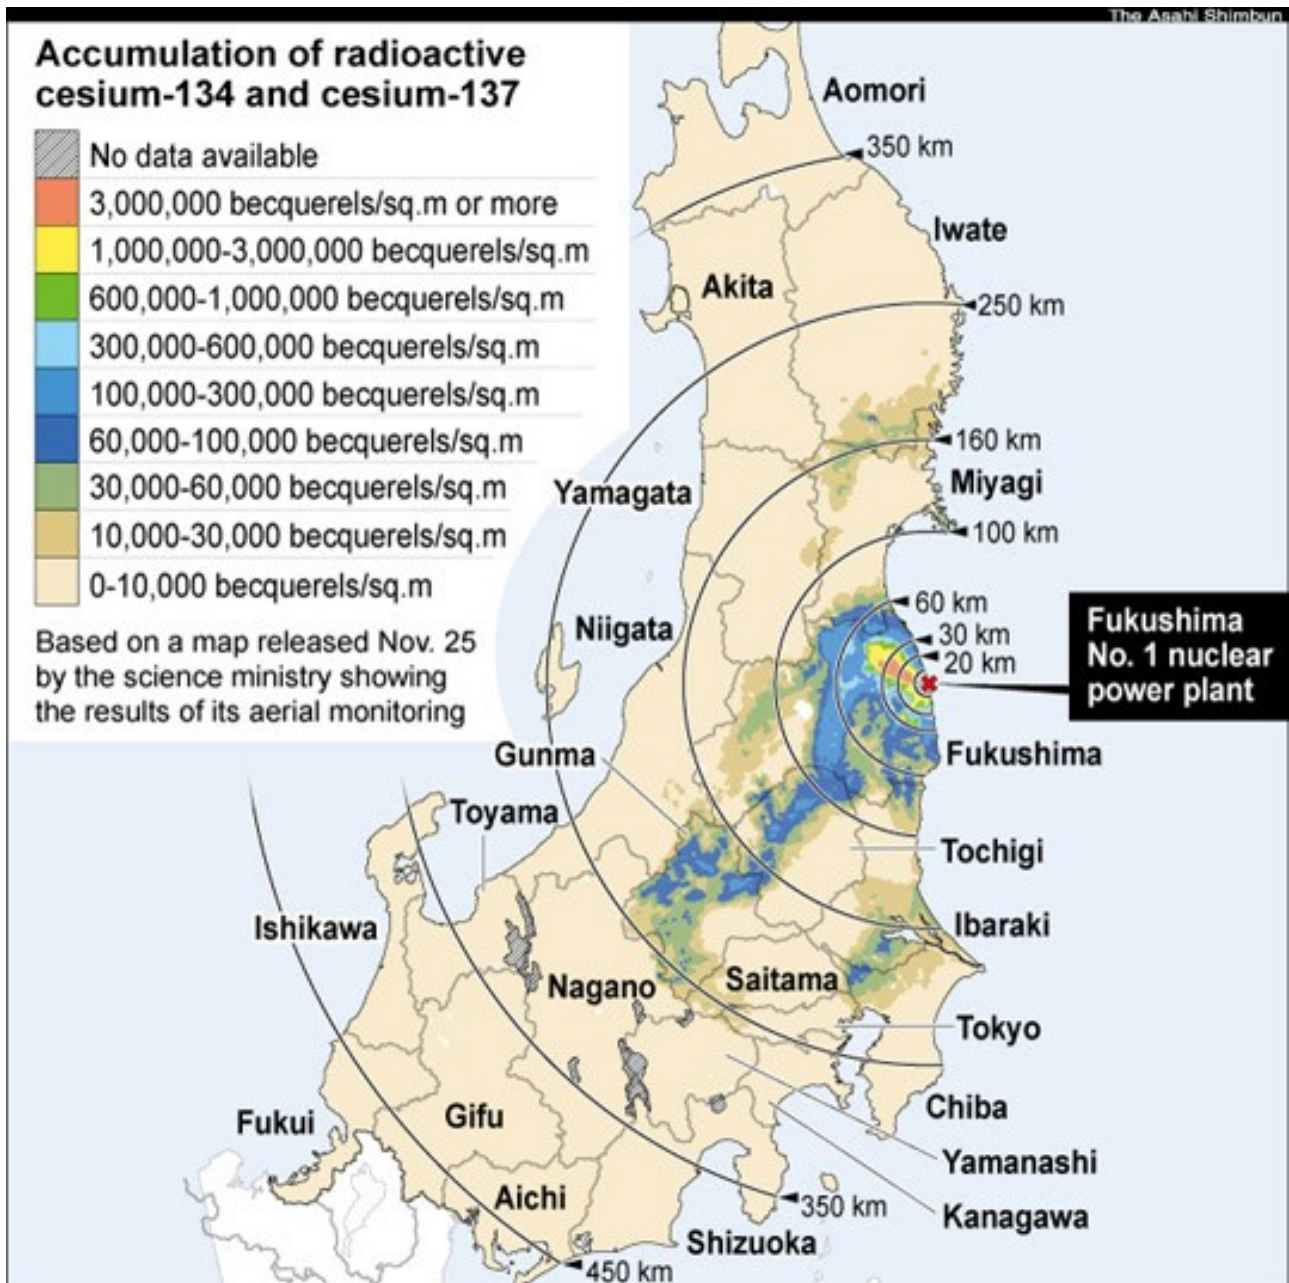 The Asahi Shimbun
Accumulation of radioactive
cesium-134 and cesium-137
No data available
3,000,000 becquerels/sq.m or more
1,000,000-3,000,000 becquerels/sq.m
600,000-1,000,000 becquerels/sq.m
300,000-600,000 becquerels/sq.m
100,000-300,000 becquerels/sq.m
60,000-100,000 becquerels/sq.m
30,000-60,000 becquerels/sq.m
10,000-30,000 becquerels/sq.m
0-10,000 becquerels/sq.m
Based on a map released Nov. 25
by the science ministry showing
the results of its aerial monitoring
Aomori
350 km
Iwate
Akita
250 km
160 km
Yamagata
Miyagi
100 km
60 km
Niigata
30 km
20 km
Fukushima
No. 1 nuclear
power plant
Gunma
Fukushima
Toyama
Tochigi
Ishikawa
Ibaraki
Nagano
Saitama
Tokyo
Chiba
Fukui
Gifu
Yamanashi
Aichi
350 km
Kanagawa
Shizuoka
450 km